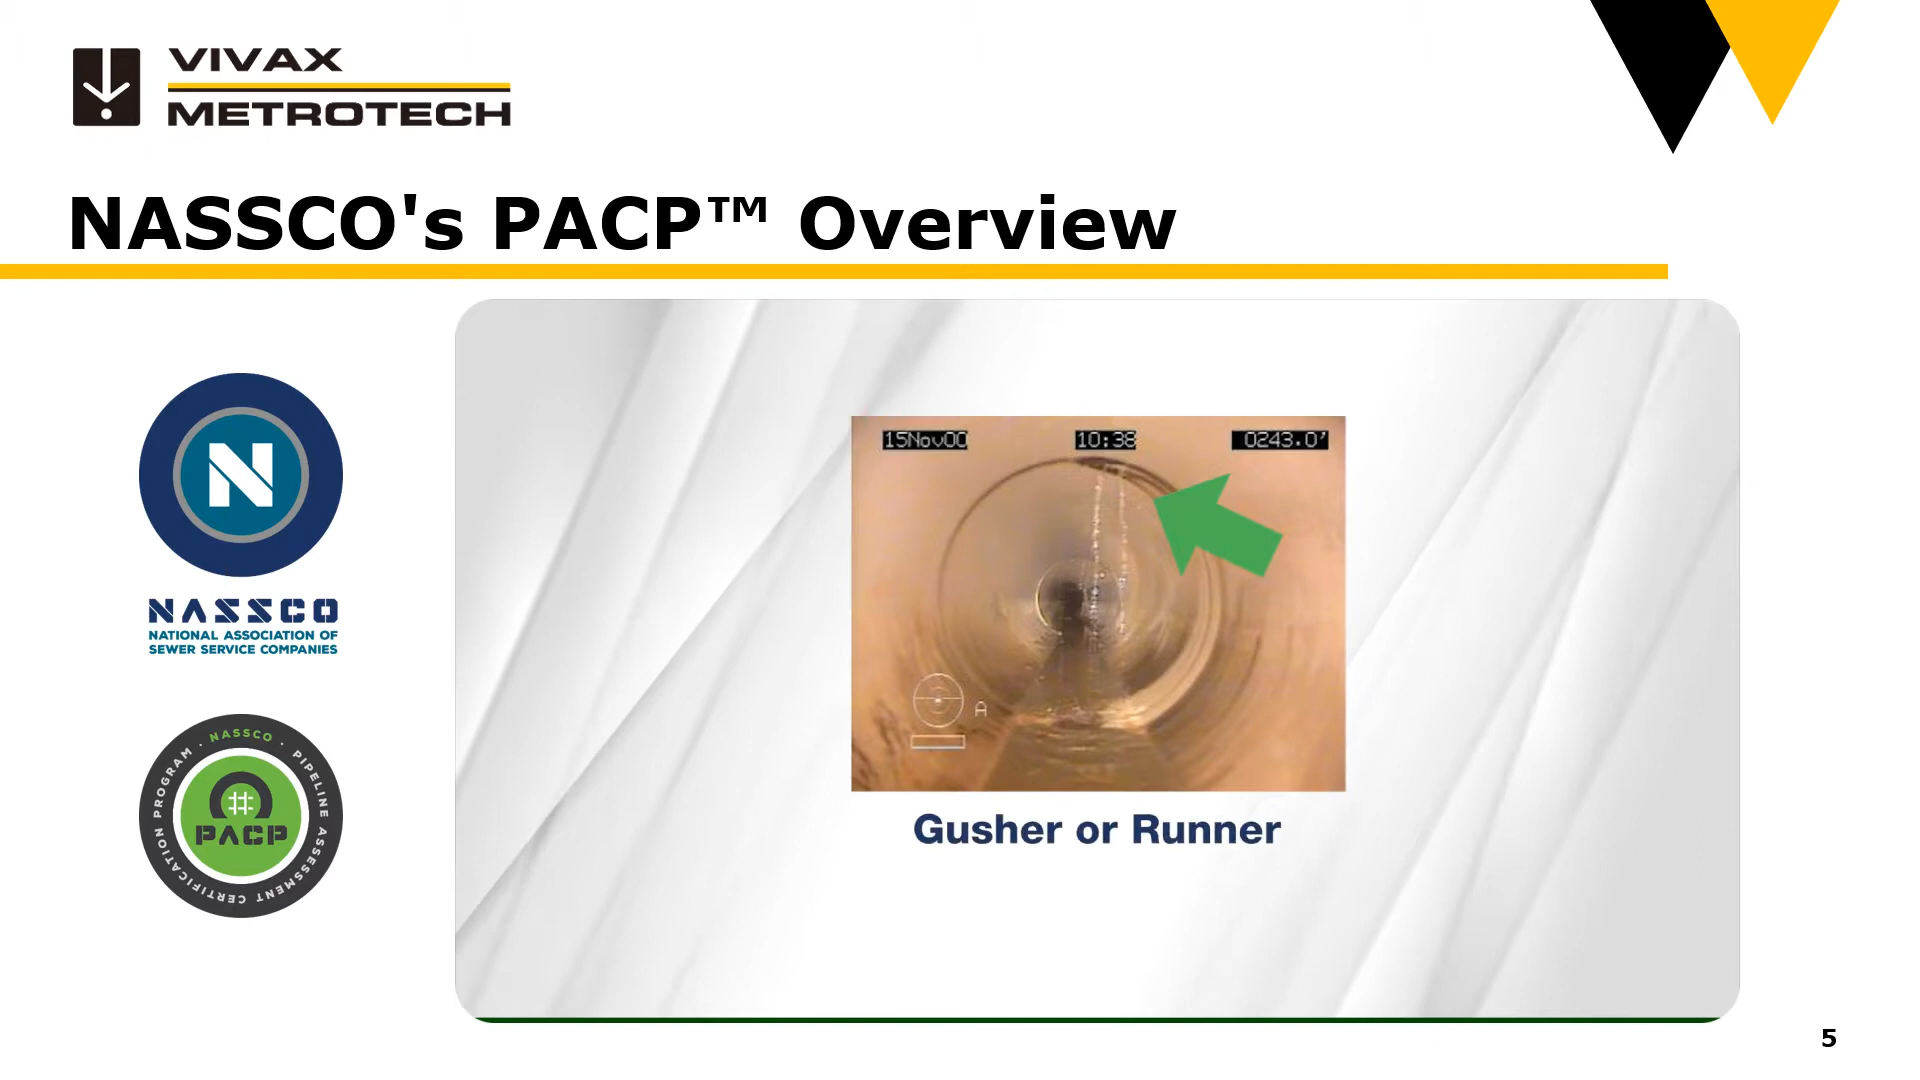 VIVAX
METROTECH
NASSCO's PACP™ Overview
N
NASSCO
NATIONAL ASSOCIATION OF
SEWER SERVICE COMPANIES
· NASSCO · PIPELINE ASSESSMENT CERTIFICATION PROGRAM
PACP
15Nov00 10:38 0243.0'
A
Gusher or Runner
5